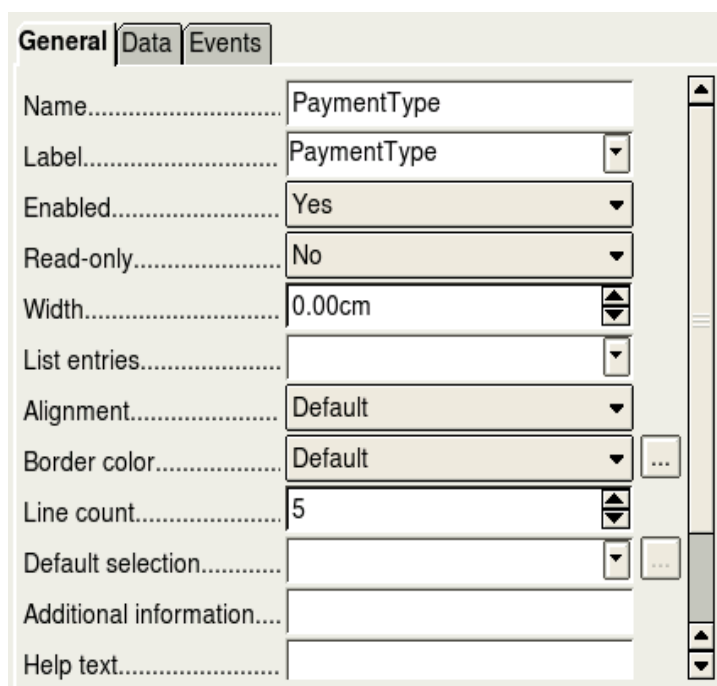 General Data Events
Name............................ PaymentType
Label............................ PaymentType
Enabled........................ Yes
Read-only..................... No
Width............................ 0.00cm
List entries....................
Alignment...................... Default
Border color.................. Default ...
Line count..................... 5
Default selection............ ...
Additional information....
Help text.......................